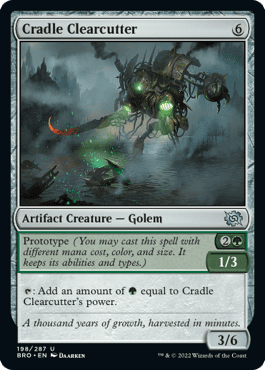 Cradle Clearcutter 6
Artifact Creature — Golem
Prototype (You may cast this spell with 2
different mana cost, color, and size. It
keeps its abilities and types.) 1/3
: Add an amount of equal to Cradle
Clearcutter's power.
A thousand years of growth, harvested in minutes.
3/6
198/287 U
BRO • EN DAARKEN ™ & © 2022 Wizards of the Coast